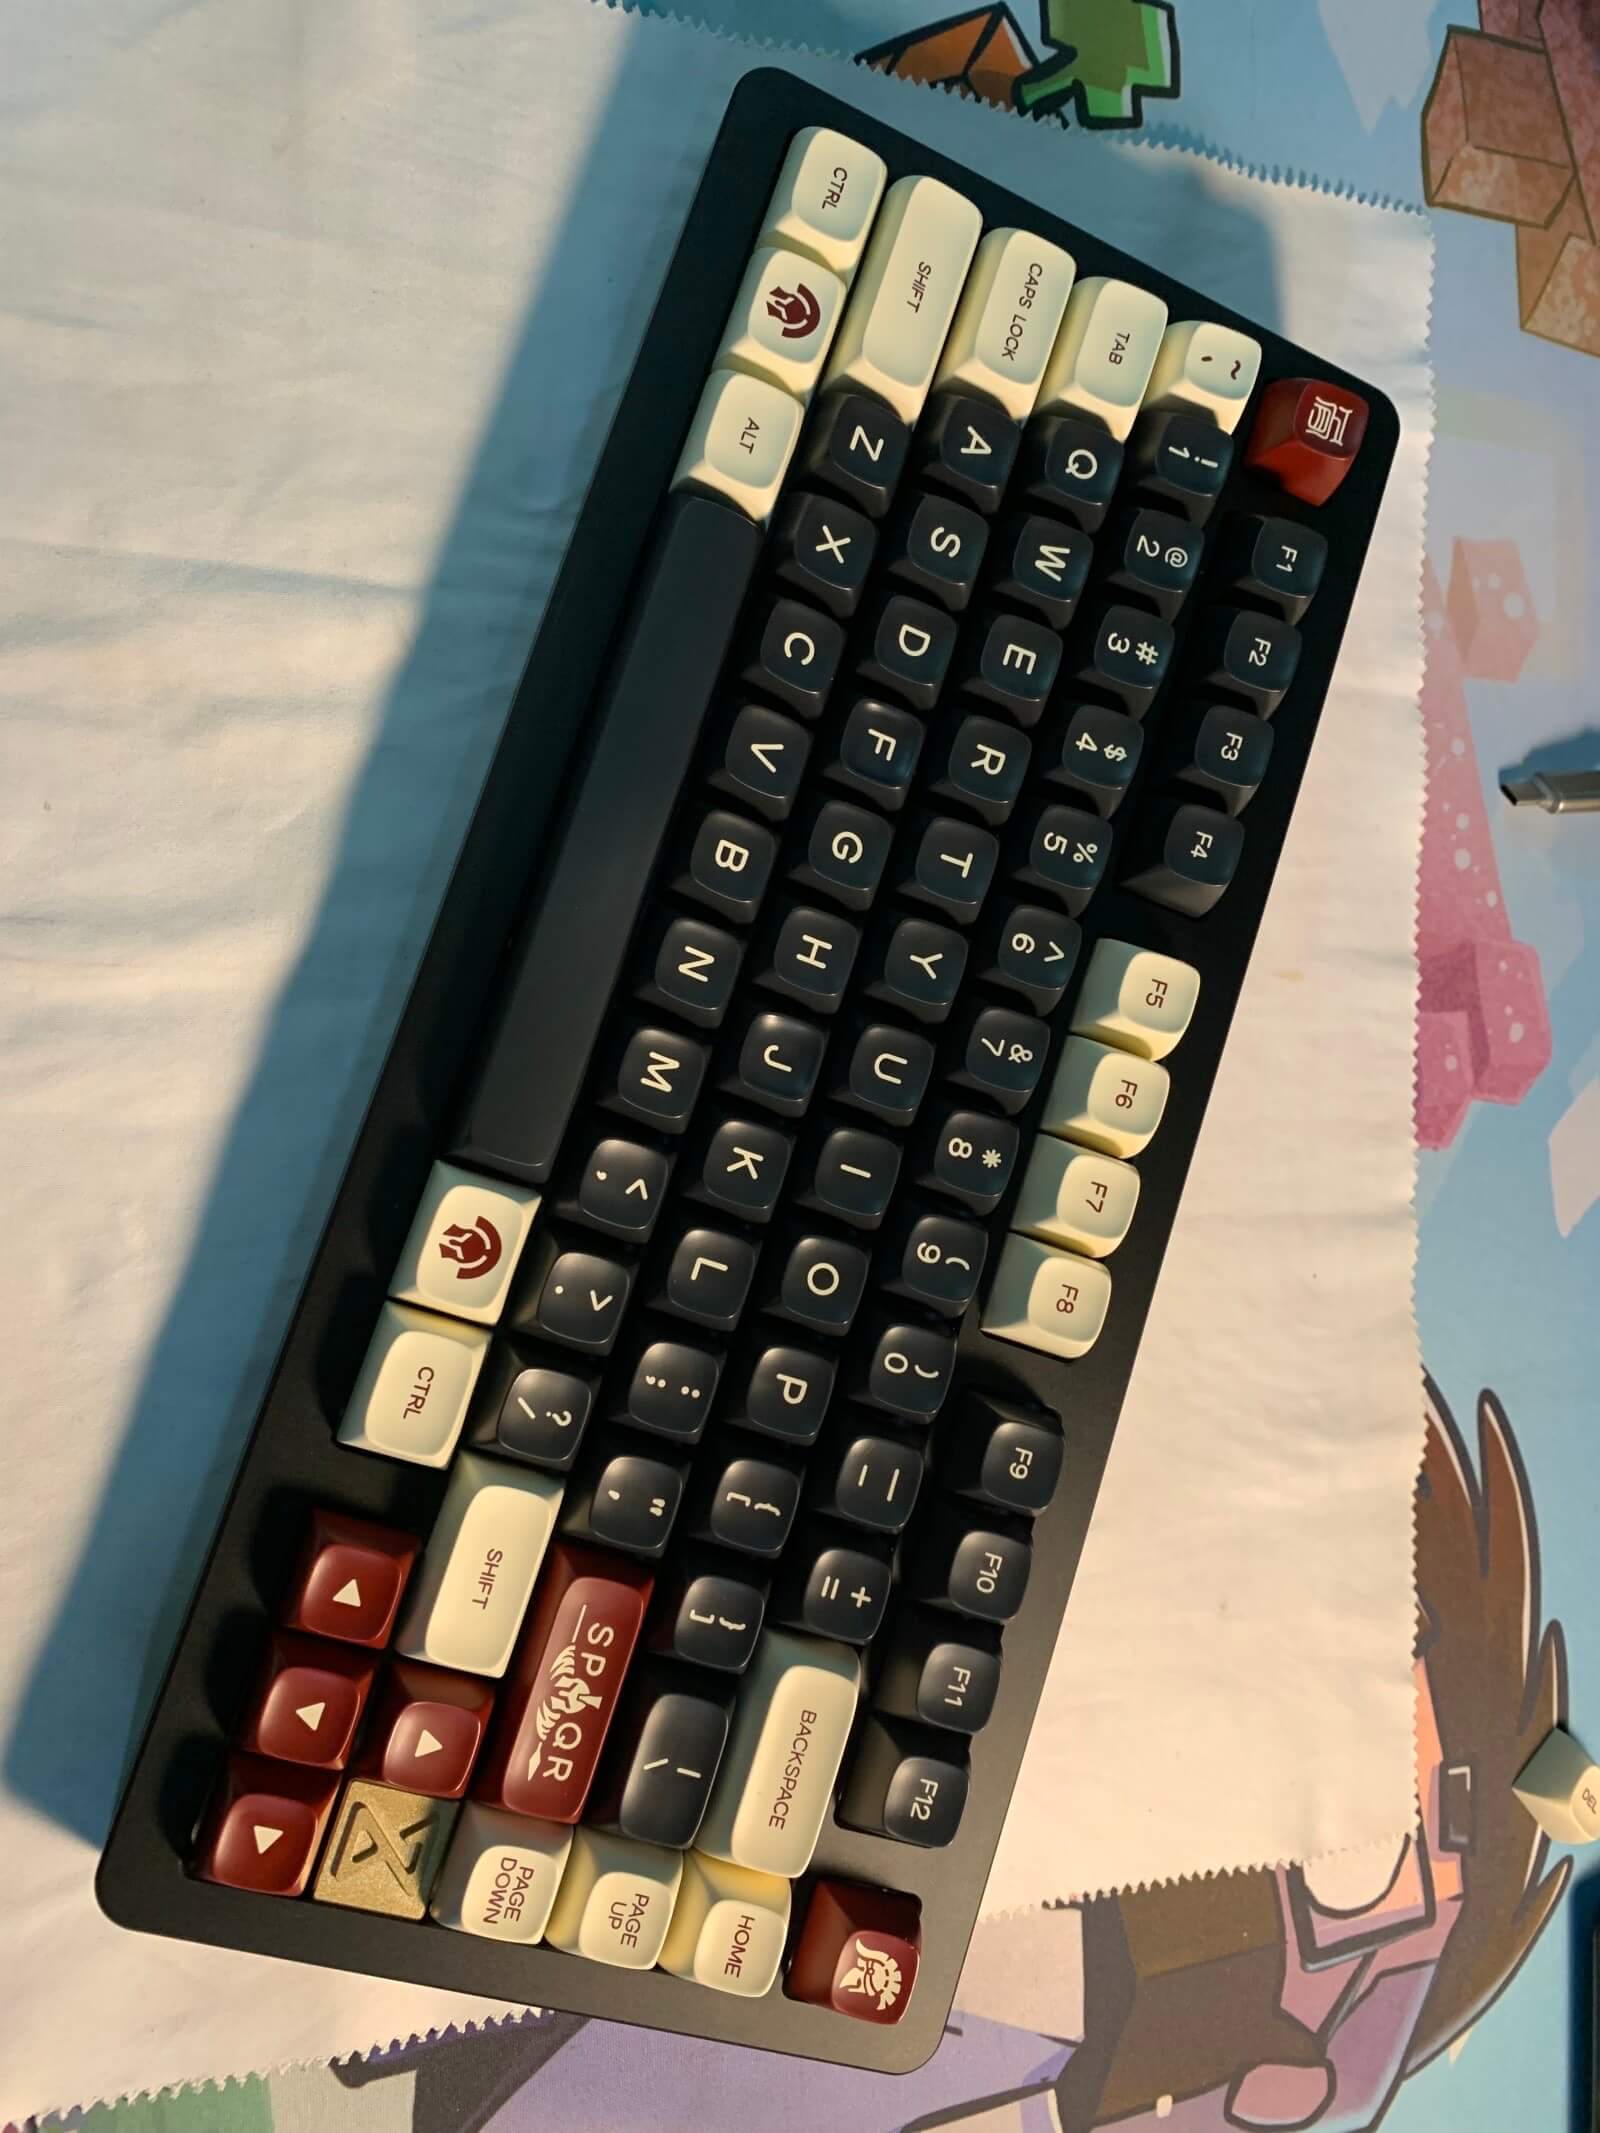 F1 F2 F3 F4 F5 F6 F7 F8 F9 F10 F11 F12
~ ! @ # $ % ^ & * ( ) _ +
` 1 2 3 4 5 6 7 8 9 0 - = BACKSPACE HOME
TAB Q W E R T Y U I O P { } |
[ ] \ PAGE UP
CAPS LOCK A S D F G H J K L : "
; ' SPQR PAGE DOWN
SHIFT Z X C V B N M < > ? SHIFT
, . /
CTRL ALT CTRL
DEL